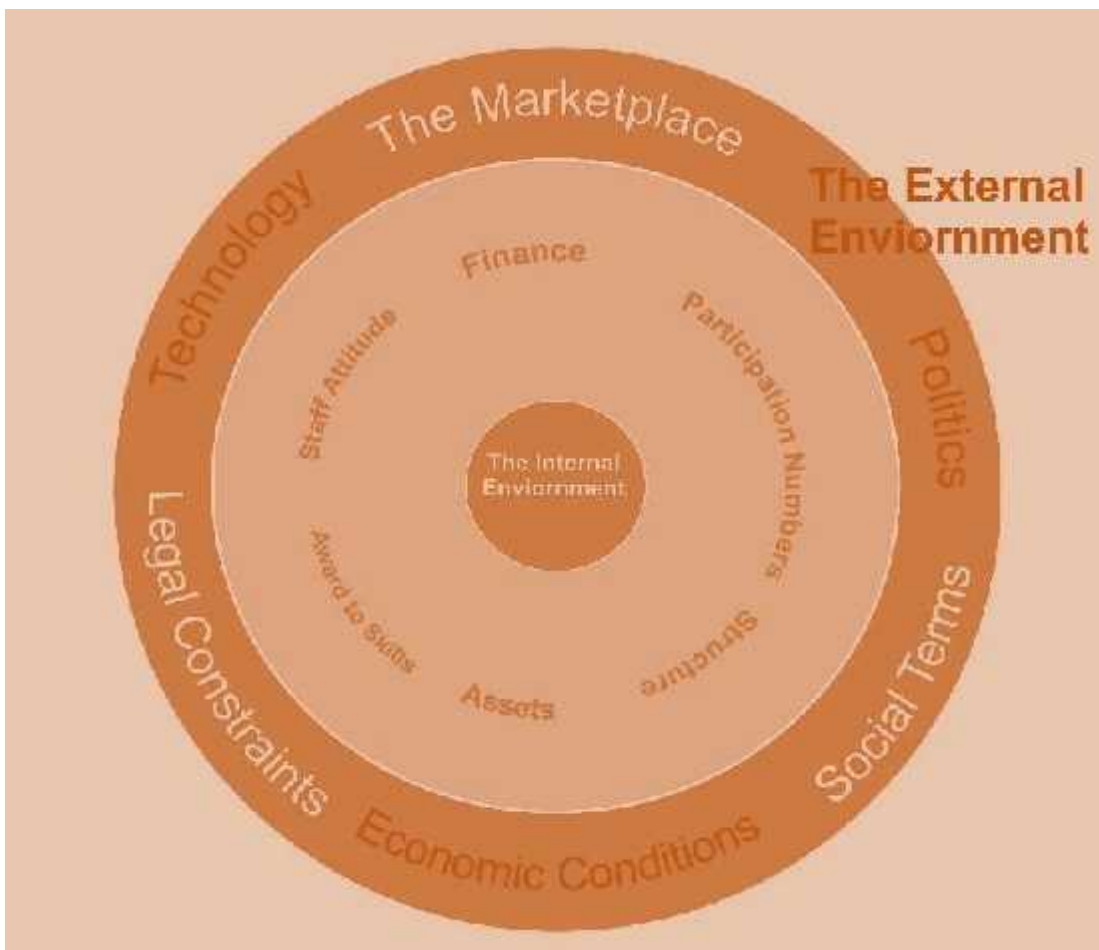 The Marketplace
The External
Enviornment
Technology
Politics
Legal Constraints
Social Terms
Economic Conditions
Finance
Staff Attitude
Participation Numbers
The Internal
Enviornment
Award to Skills
Structure
Assets